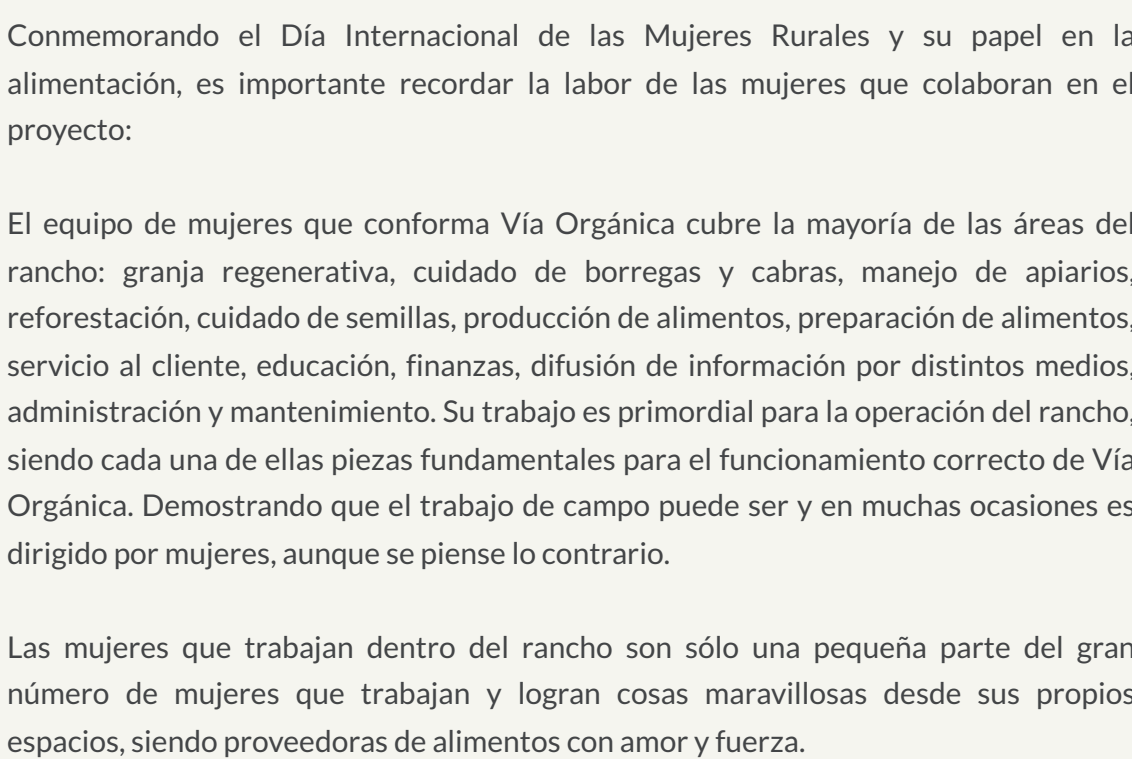 Conmemorando el Día Internacional de las Mujeres Rurales y su papel en la
alimentación, es importante recordar la labor de las mujeres que colaboran en el
proyecto:
El equipo de mujeres que conforma Vía Orgánica cubre la mayoría de las áreas del
rancho: granja regenerativa, cuidado de borregas y cabras, manejo de apiarios,
reforestación, cuidado de semillas, producción de alimentos, preparación de alimentos,
servicio al cliente, educación, finanzas, difusión de información por distintos medios,
administración y mantenimiento. Su trabajo es primordial para la operación del rancho,
siendo cada una de ellas piezas fundamentales para el funcionamiento correcto de Vía
Orgánica. Demostrando que el trabajo de campo puede ser y en muchas ocasiones es
dirigido por mujeres, aunque se piense lo contrario.
Las mujeres que trabajan dentro del rancho son sólo una pequeña parte del gran
número de mujeres que trabajan y logran cosas maravillosas desde sus propios
espacios, siendo proveedoras de alimentos con amor y fuerza.